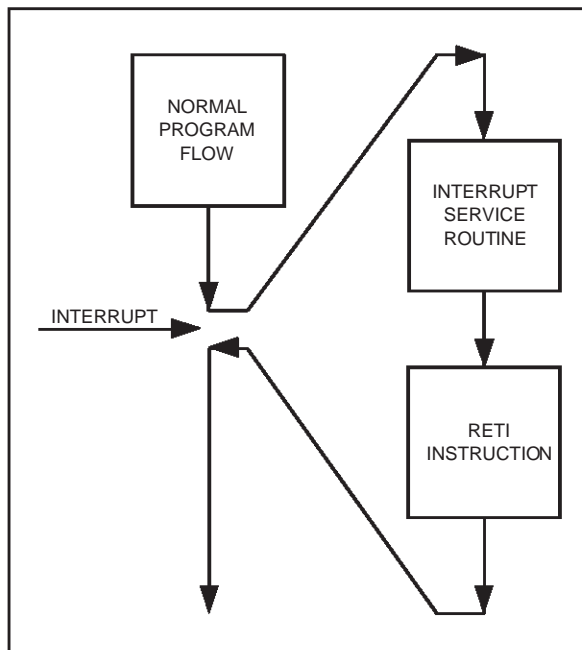 NORMAL
PROGRAM
FLOW
INTERRUPT
SERVICE
ROUTINE
INTERRUPT
RETI
INSTRUCTION